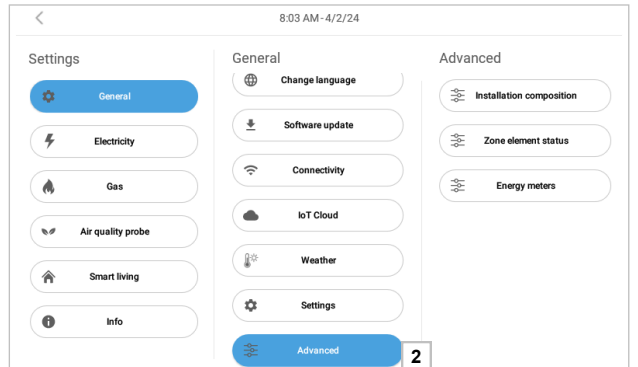 8:03 AM - 4/2/24
Settings
General
Electricity
Gas
Air quality probe
Smart living
Info
General
Change language
Software update
Connectivity
IoT Cloud
Weather
Settings
Advanced
2
Advanced
Installation composition
Zone element status
Energy meters